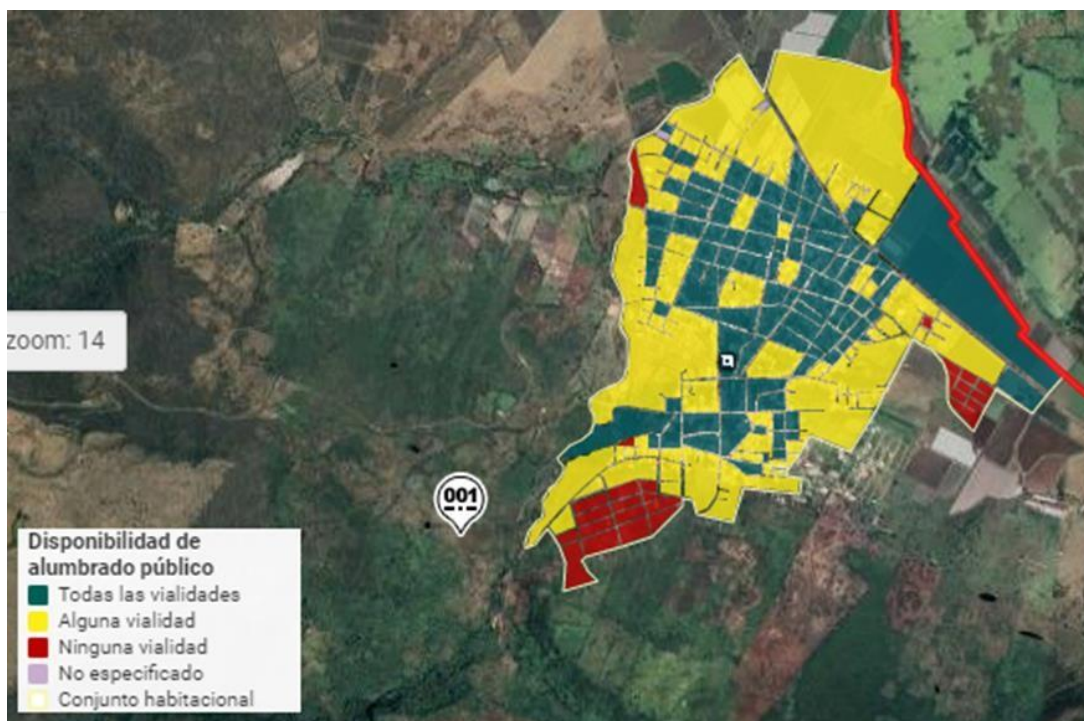 zoom: 14
001
Disponibilidad de
alumbrado público
Todas las vialidades
Alguna vialidad
Ninguna vialidad
No especificado
Conjunto habitacional